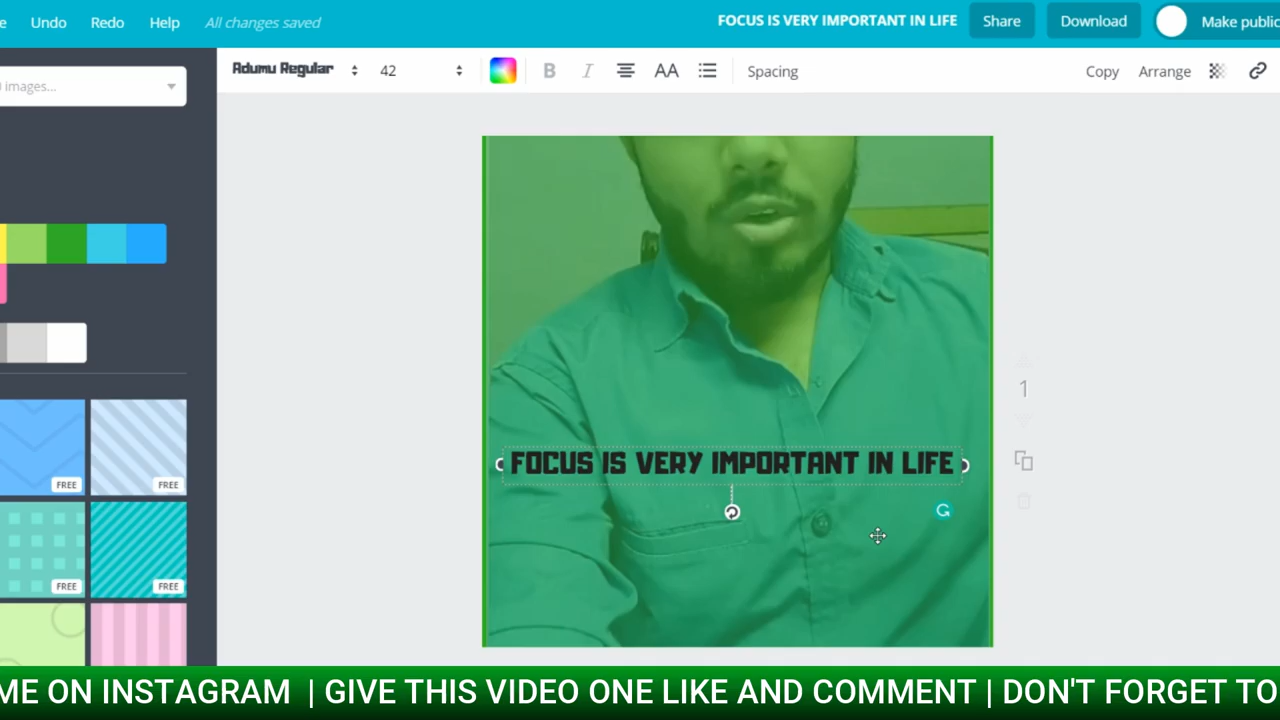 Undo Redo Help All changes saved FOCUS IS VERY IMPORTANT IN LIFE Share Download Make public
Adumu Regular 42 B I AA Spacing Copy Arrange
images...
1
FOCUS IS VERY IMPORTANT IN LIFE
FREE FREE
FREE FREE
ME ON INSTAGRAM | GIVE THIS VIDEO ONE LIKE AND COMMENT | DON'T FORGET TO